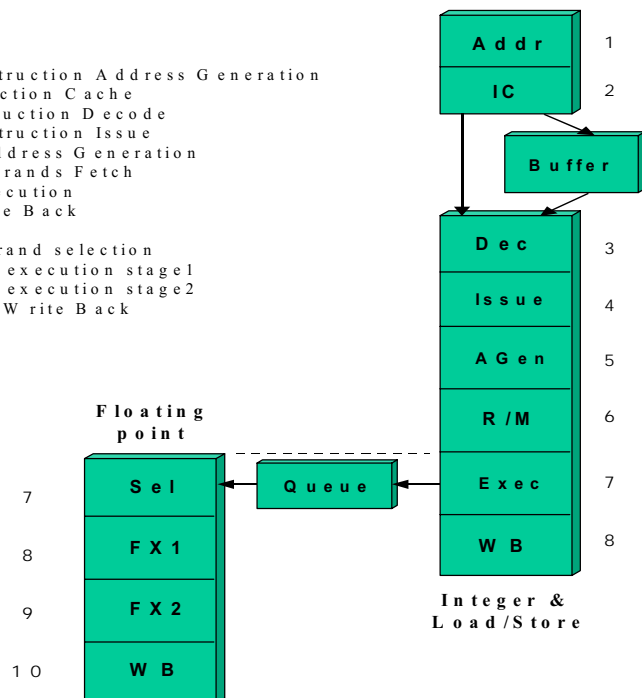 Addr 1
truction Address Generation
ction Cache
IC 2
uction Decode
truction Issue
ddress Generation
rands Fetch
cution
e Back
Buffer
rand selection
execution stage1
execution stage2
Write Back
Dec 3
Issue 4
AGen 5
R/M 6
Floating
point
7 Sel
Queue
Exec 7
8 FX1
WB 8
9 FX2
Integer &
Load/Store
10 WB